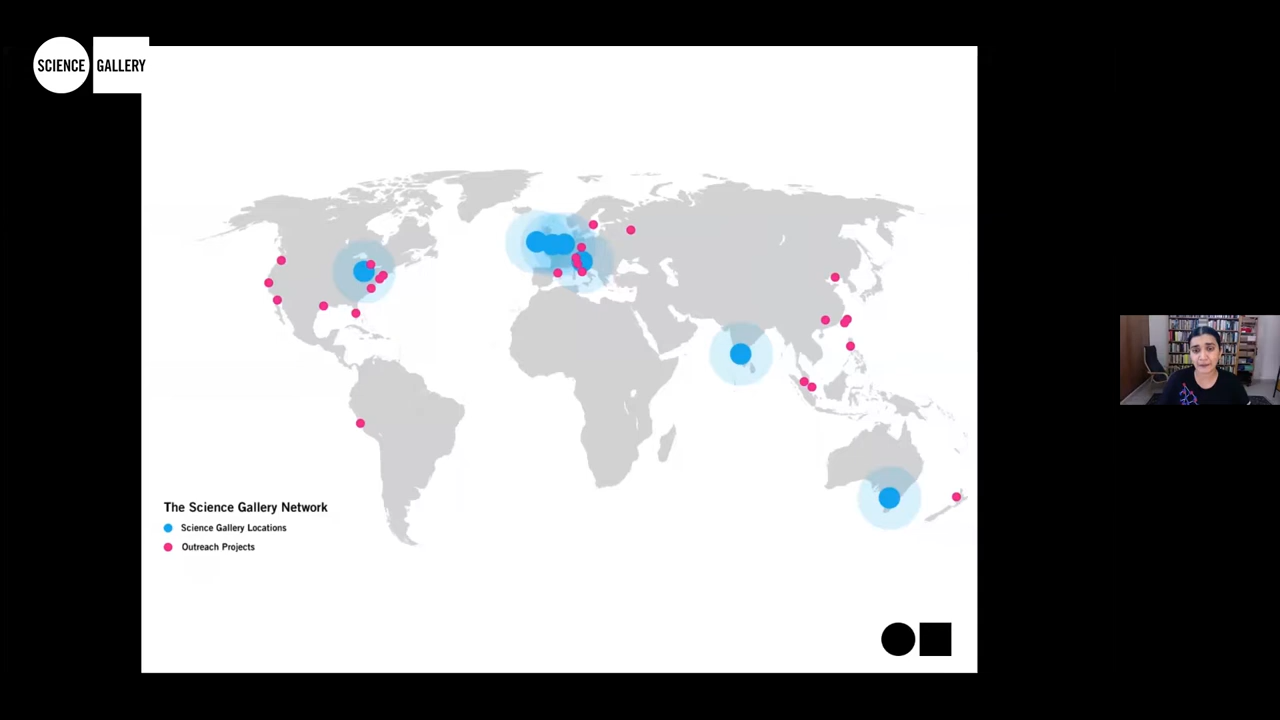 SCIENCE GALLERY
The Science Gallery Network
Science Gallery Locations
Outreach Projects